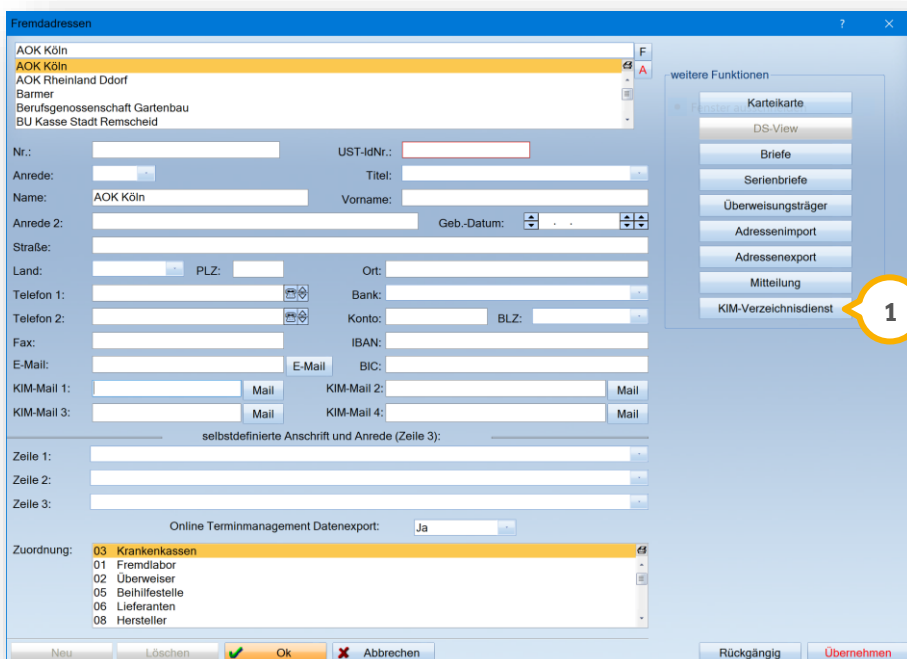 Fremdadressen ?
AOK Köln F
AOK Köln A
AOK Rheinland Ddorf
Barmer
Berufsgenossenschaft Gartenbau
BU Kasse Stadt Remscheid
Nr.: UST-IdNr.:
Anrede: Titel:
Name: AOK Köln Vorname:
Anrede 2: Geb.-Datum: . .
Straße:
Land: PLZ: Ort:
Telefon 1: Bank:
Telefon 2: Konto: BLZ:
Fax: IBAN:
E-Mail: E-Mail BIC:
KIM-Mail 1: Mail KIM-Mail 2: Mail
KIM-Mail 3: Mail KIM-Mail 4: Mail
selbstdefinierte Anschrift und Anrede (Zeile 3):
Zeile 1:
Zeile 2:
Zeile 3:
Online Terminmanagement Datenexport: Ja
Zuordnung: 03 Krankenkassen
01 Fremdlabor
02 Überweiser
05 Beihilfestelle
06 Lieferanten
08 Hersteller
Neu Löschen Ok Abbrechen Rückgängig Übernehmen
weitere Funktionen
Karteikarte
DS-View
Briefe
Serienbriefe
Überweisungsträger
Adressenimport
Adressenexport
Mitteilung
KIM-Verzeichnisdienst 1